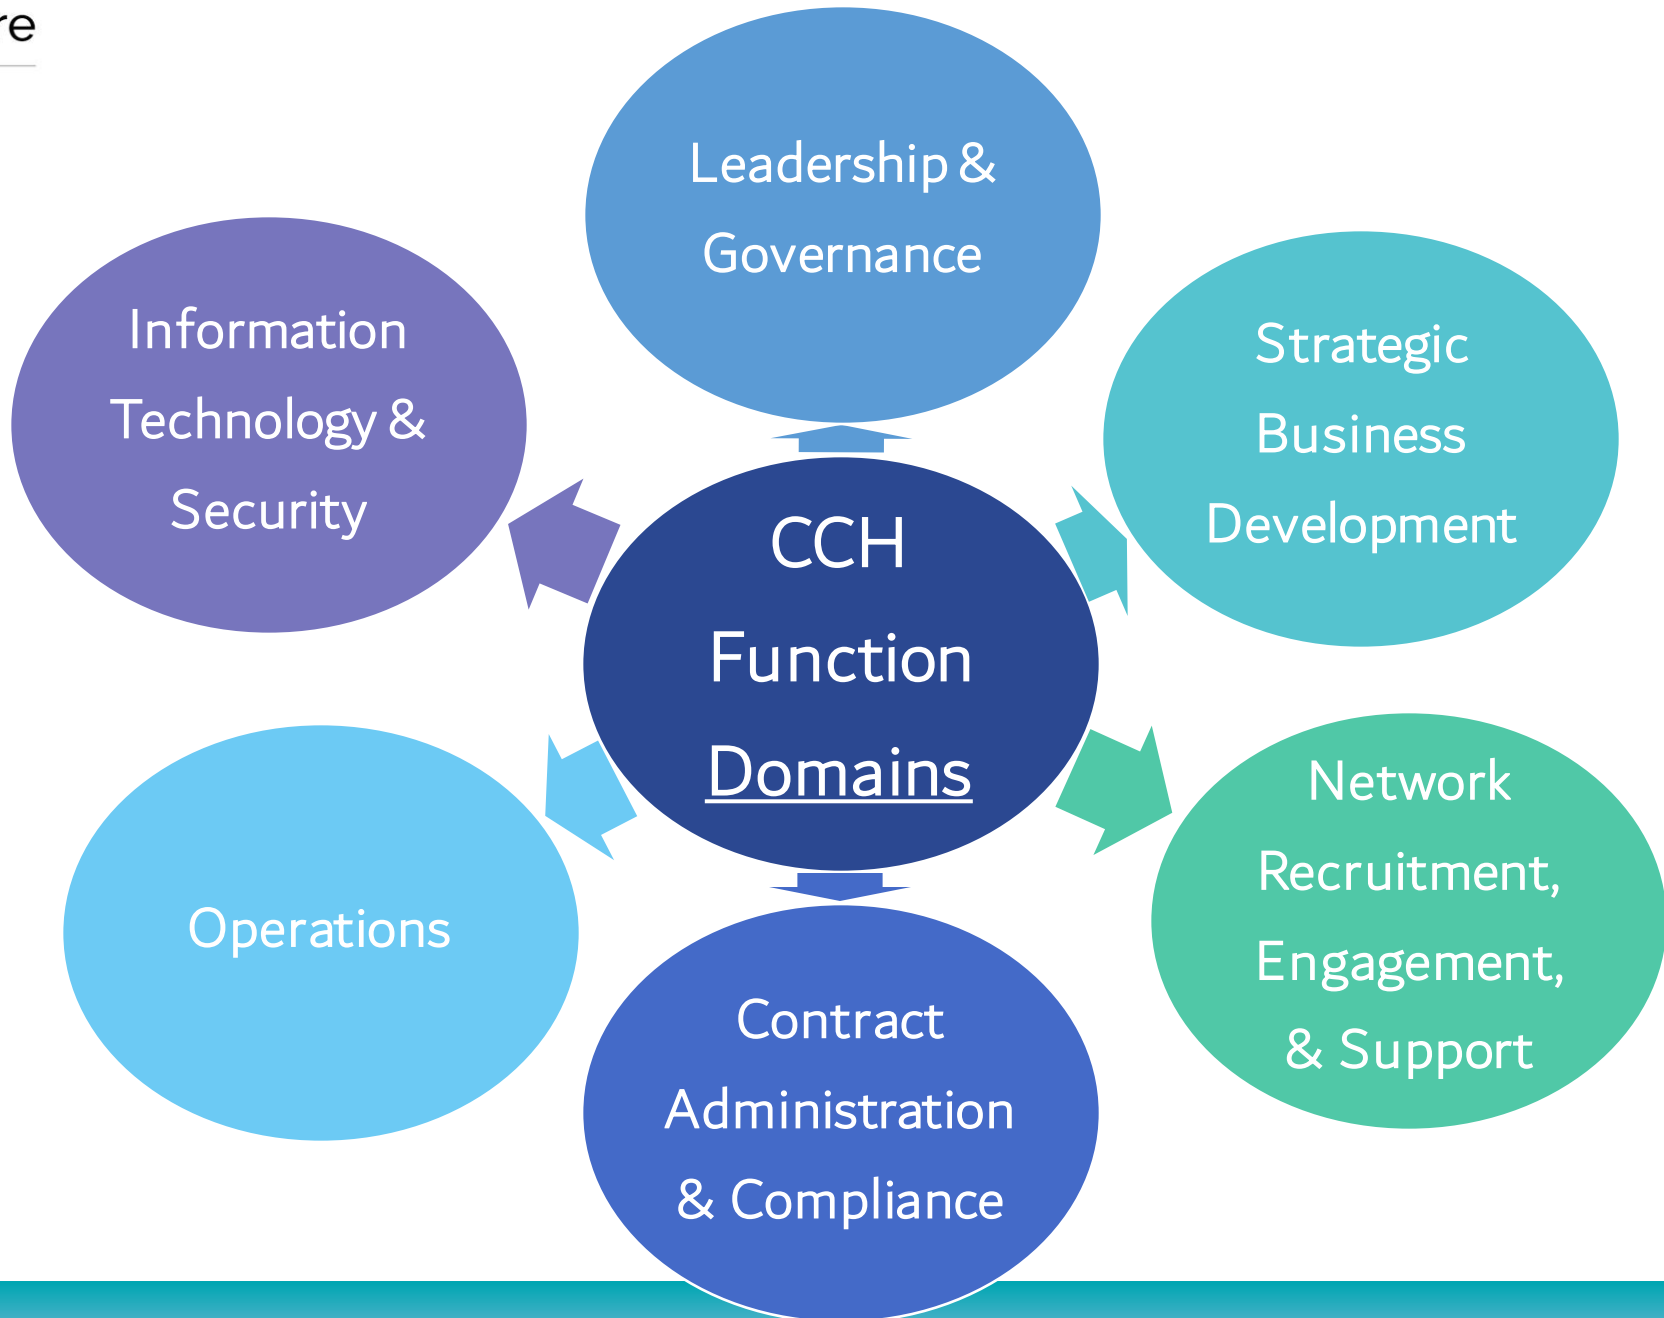 re
Leadership &
Governance
Strategic
Business
Development
Network
Recruitment,
Engagement,
& Support
Contract
Administration
& Compliance
Operations
Information
Technology &
Security
CCH
Function
Domains